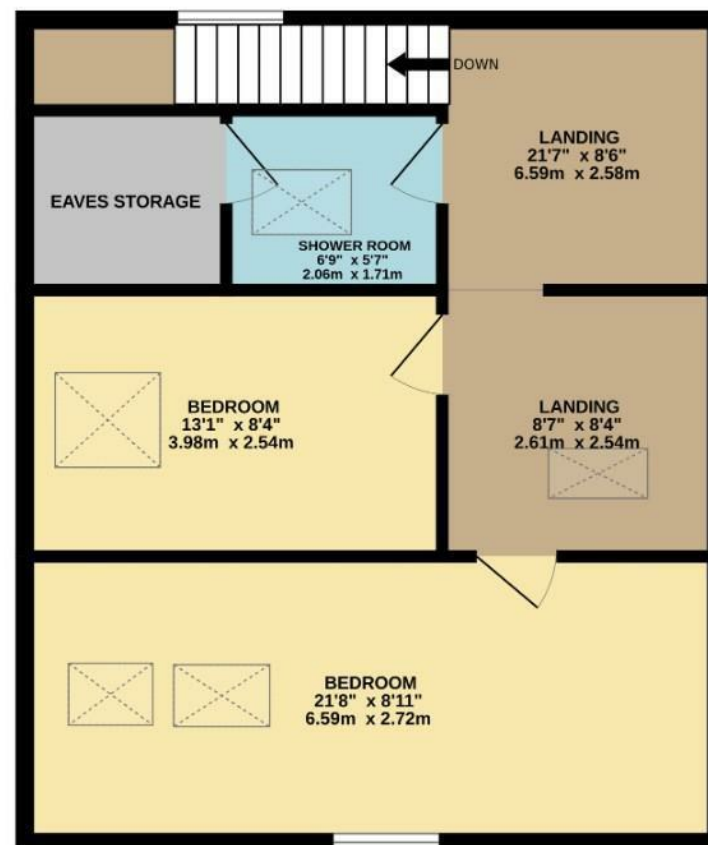 DOWN
LANDING
21'7" x 8'6"
6.59m x 2.58m
EAVES STORAGE
SHOWER ROOM
6'9" x 5'7"
2.06m x 1.71m
BEDROOM
13'1" x 8'4"
3.98m x 2.54m
LANDING
8'7" x 8'4"
2.61m x 2.54m
BEDROOM
21'8" x 8'11"
6.59m x 2.72m